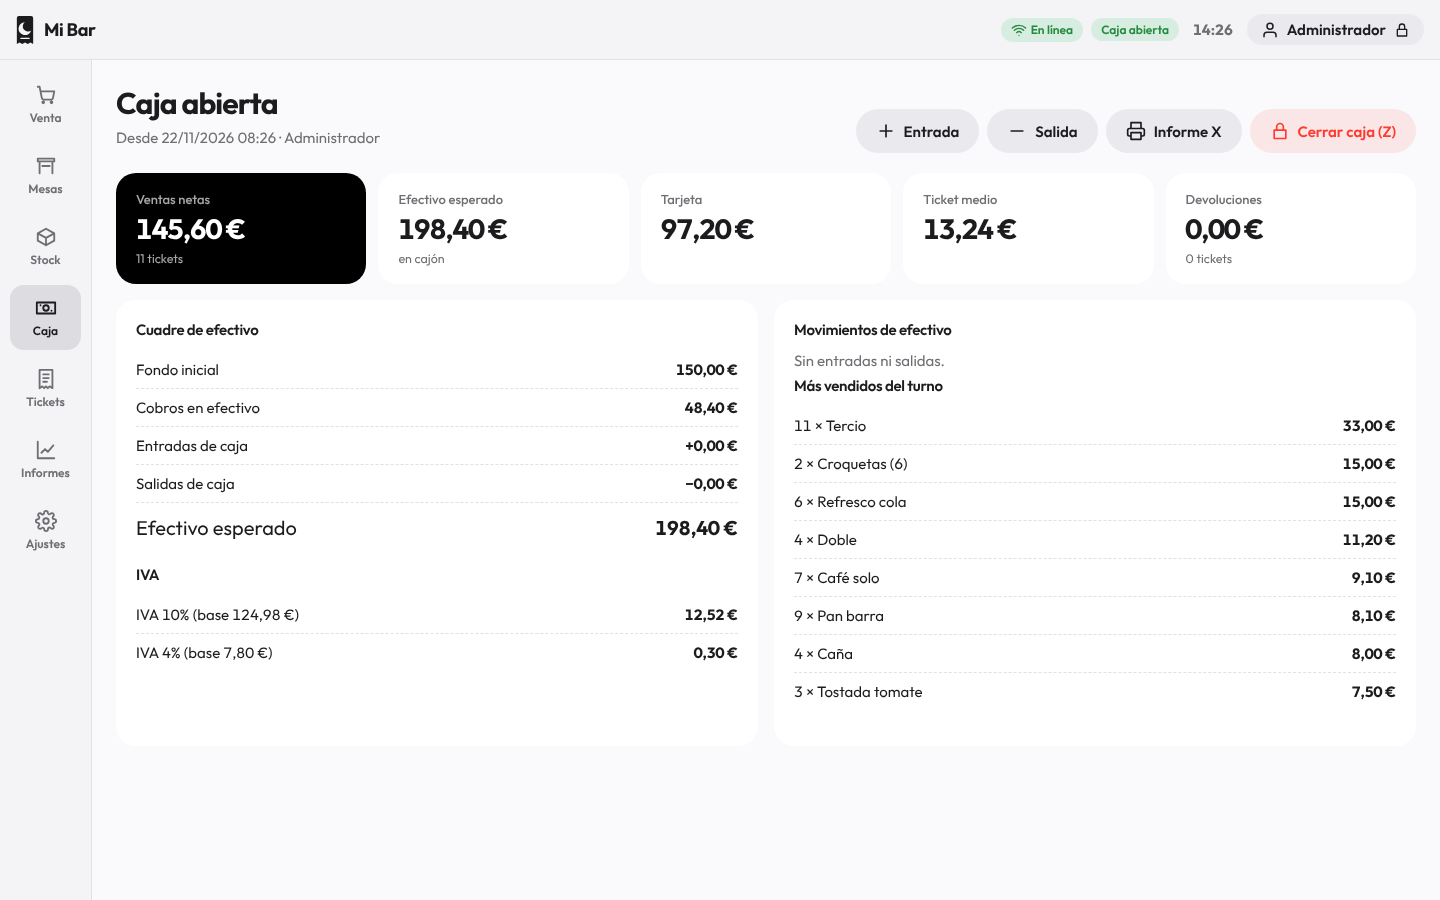 Mi Bar
En línea
Caja abierta
14:26
Administrador
Venta
Mesas
Stock
Caja
Tickets
Informes
Ajustes
Caja abierta
Desde 22/11/2026 08:26 · Administrador
Entrada
Salida
Informe X
Cerrar caja (Z)
Ventas netas
145,60 €
11 tickets
Efectivo esperado
198,40 €
en cajón
Tarjeta
97,20 €
Ticket medio
13,24 €
Devoluciones
0,00 €
0 tickets
Cuadre de efectivo
Fondo inicial 150,00 €
Cobros en efectivo 48,40 €
Entradas de caja +0,00 €
Salidas de caja −0,00 €
Efectivo esperado 198,40 €
IVA
IVA 10% (base 124,98 €) 12,52 €
IVA 4% (base 7,80 €) 0,30 €
Movimientos de efectivo
Sin entradas ni salidas.
Más vendidos del turno
11 × Tercio 33,00 €
2 × Croquetas (6) 15,00 €
6 × Refresco cola 15,00 €
4 × Doble 11,20 €
7 × Café solo 9,10 €
9 × Pan barra 8,10 €
4 × Caña 8,00 €
3 × Tostada tomate 7,50 €